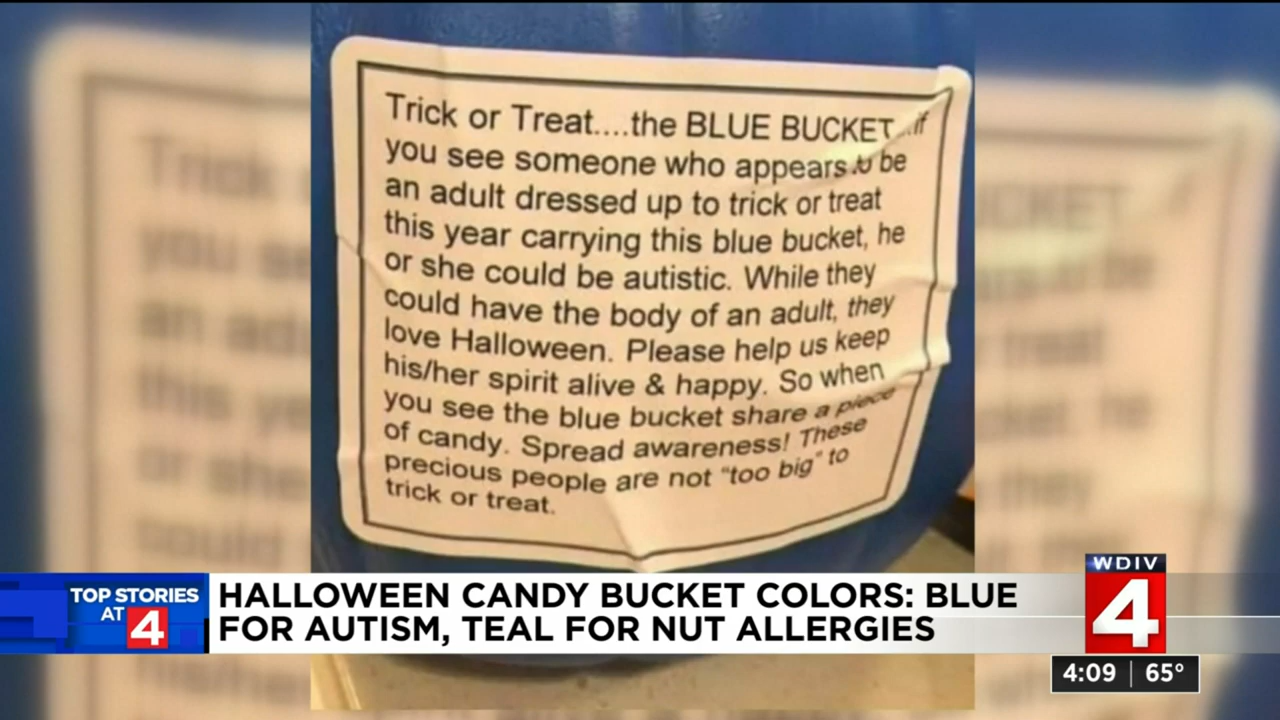 Trick or Treat....the BLUE BUCKET...if
you see someone who appears to be
an adult dressed up to trick or treat
this year carrying this blue bucket, he
or she could be autistic. While they
could have the body of an adult, they
love Halloween. Please help us keep
his/her spirit alive & happy. So when
you see the blue bucket share a piece
of candy. Spread awareness! These
precious people are not "too big" to
trick or treat.
TOP STORIES
AT 4
HALLOWEEN CANDY BUCKET COLORS: BLUE
FOR AUTISM, TEAL FOR NUT ALLERGIES
WDIV
4
4:09 | 65°